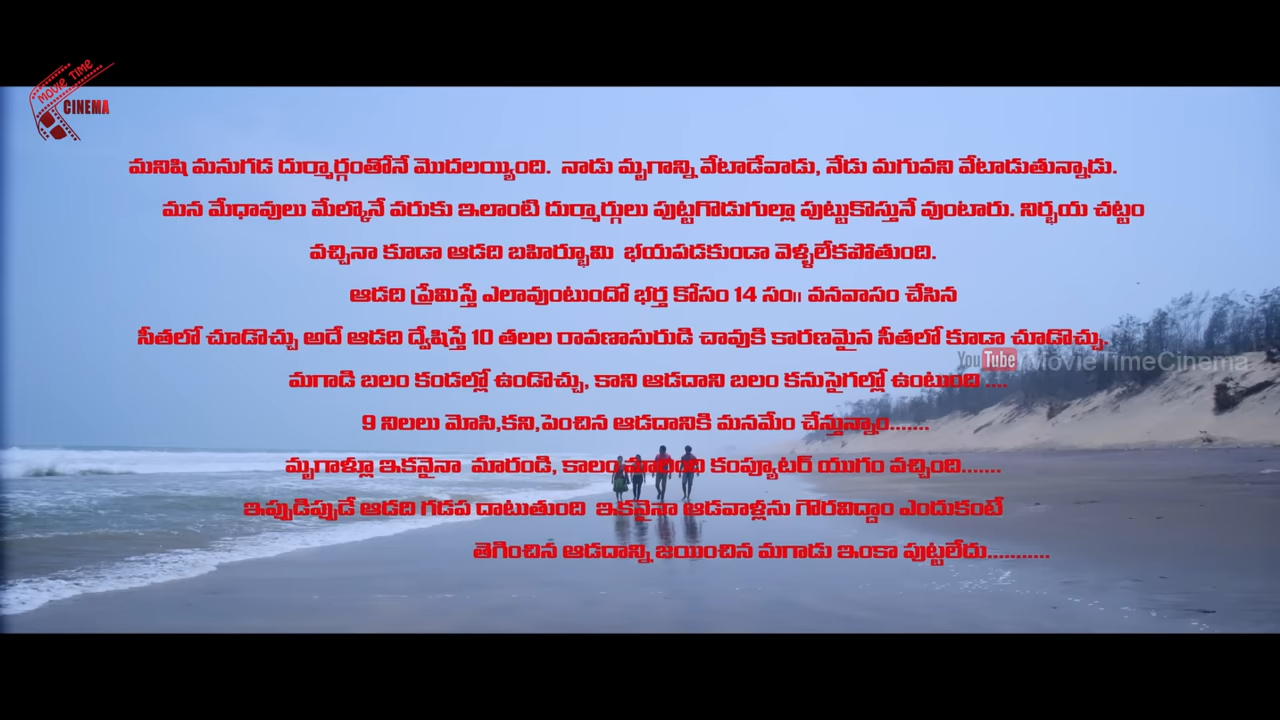 MOVIE TIME
CINEMA
మనిషి మనుగడ దుర్మార్గంతోనే మొదలయ్యింది. నాడు మృగాన్ని వేటాడేవాడు, నేడు మగువని వేటాడుతున్నాడు.
మన మేధావులు మేల్కొనే వరుకు ఇలాంటి దుర్మార్గులు పుట్టగొడుగుల్లా పుట్టుకొస్తునే వుంటారు. నిర్భయ చట్టం
వచ్చినా కూడా ఆడది బహిర్భూమి భయపడకుండా వెళ్ళలేకపోతుంది.
ఆడది ప్రేమిస్తే ఎలావుంటుందో భర్త కోసం 14 సం॥ వనవాసం చేసిన
సీతలో చూడొచ్చు అదే ఆడది ద్వేషిస్తే 10 తలల రావణాసురుడి చావుకి కారణమైన సీతలో కూడా చూడొచ్చు.
YouTube /MovieTimeCinema
మగాడి బలం కండల్లో ఉండొచ్చు, కాని ఆడదాని బలం కనుసైగల్లో ఉంటుంది ....
9 నిలలు మోసి,కని,పెంచిన ఆడదానికి మనమేం చేస్తున్నాం.......
మృగాళ్లూ ఇకనైనా మారండి, కాలం మారింది కంప్యూటర్ యుగం వచ్చింది.......
ఇప్పుడిప్పుడే ఆడది గడప దాటుతుంది ఇకనైనా ఆడవాళ్లను గౌరవిద్దాం ఎందుకంటే
తెగించిన ఆడదాన్ని జయించిన మగాడు ఇంకా పుట్టలేదు...........